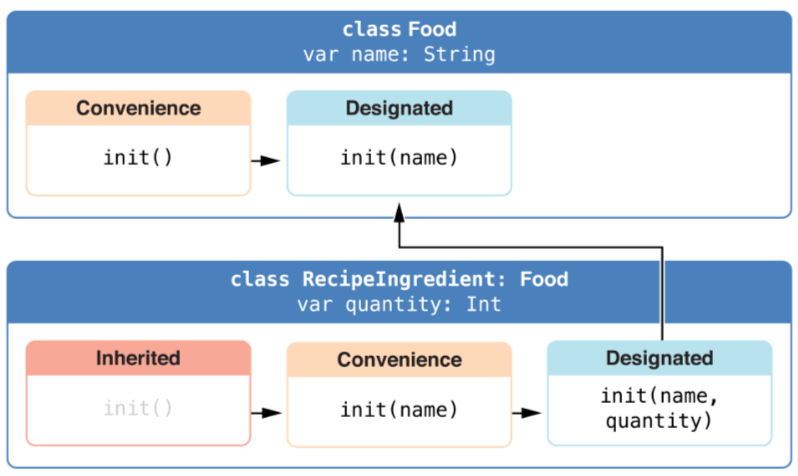 class Food
var name: String
Convenience
Designated
init()
init(name)
class RecipeIngredient: Food
var quantity: Int
Inherited
Convenience
Designated
init()
init(name)
init(name,
quantity)